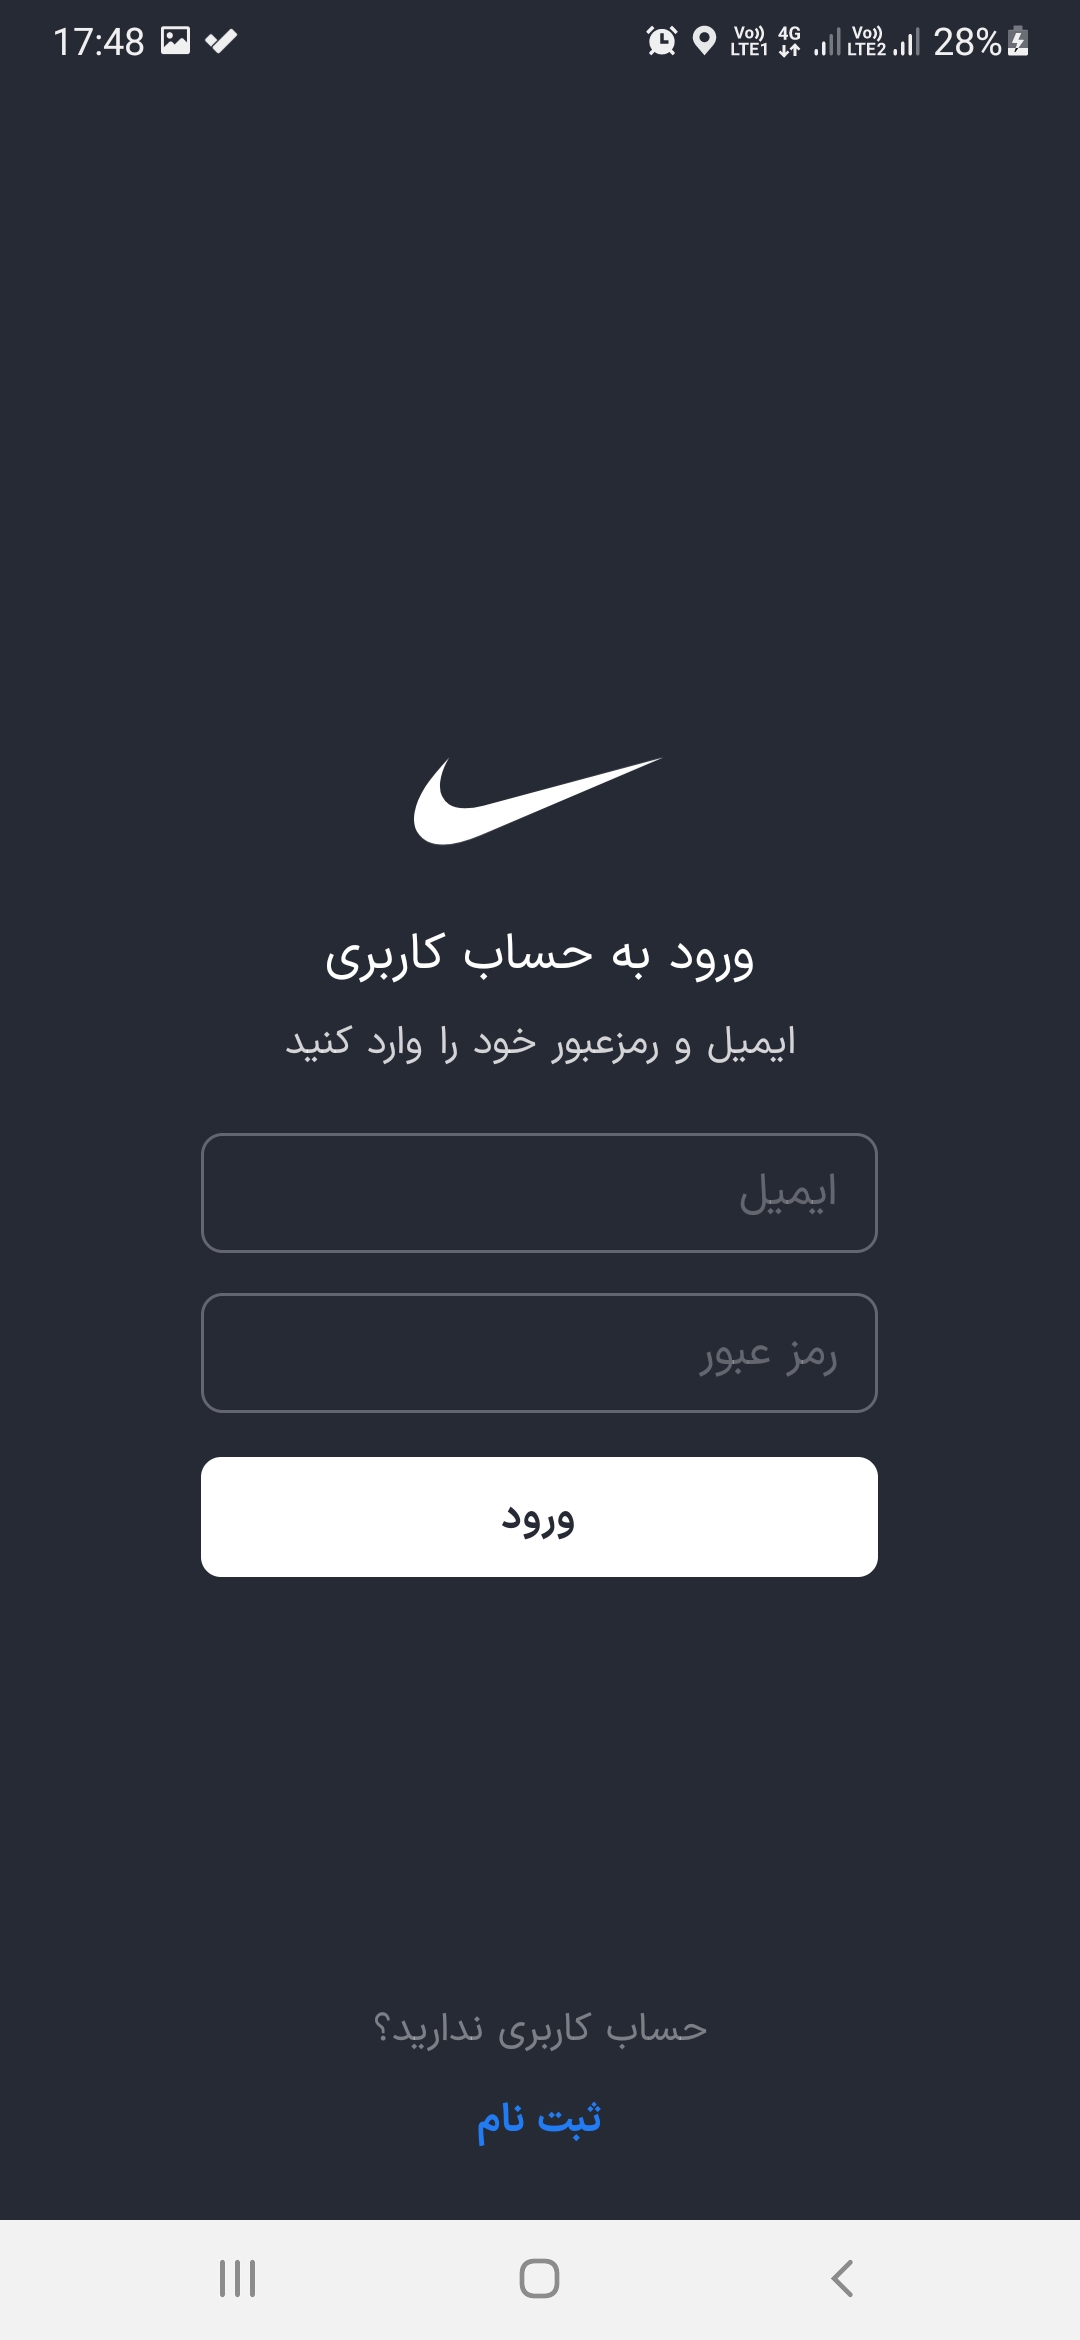 17:48 Vo)) LTE1 4G Vo)) LTE2 28%
ورود به حساب کاربری
ایمیل و رمزعبور خود را وارد کنید
ایمیل
رمز عبور
ورود
حساب کاربری ندارید؟
ثبت نام